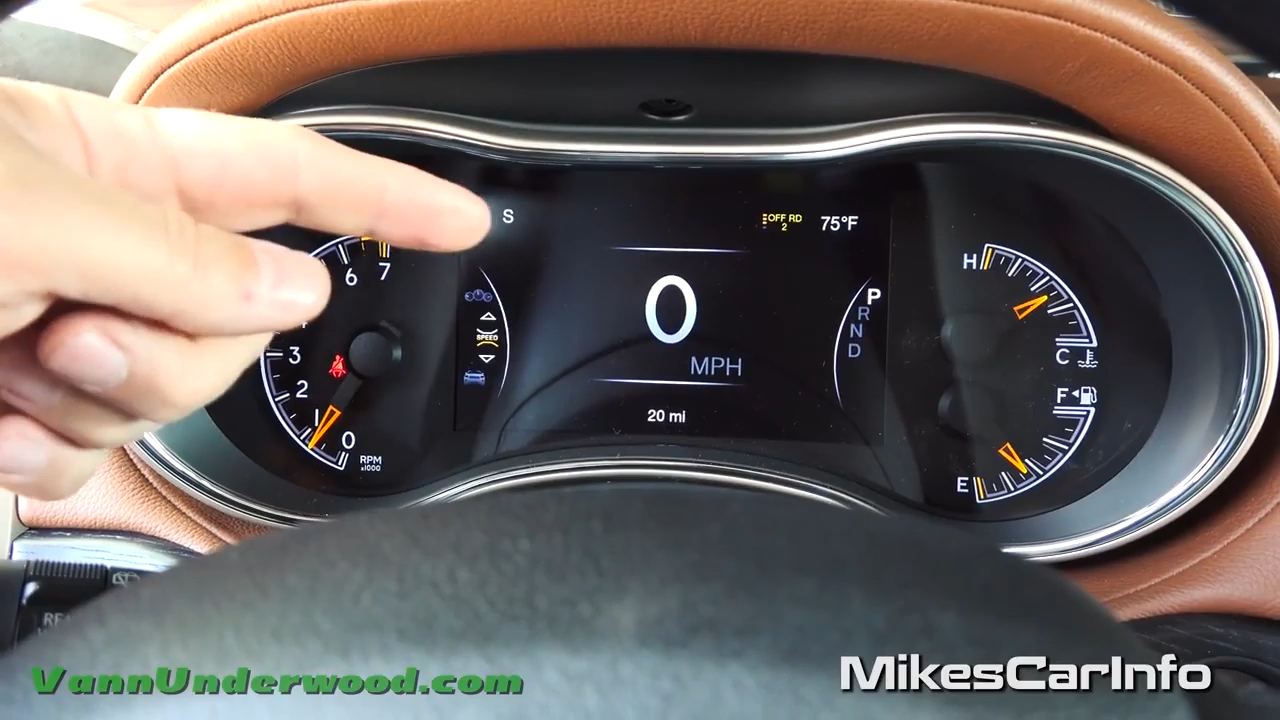 S
OFF RD
2
75°F
6
7
3
2
1
0
RPM
x1000
SPEED
0
MPH
20 mi
P
R
N
D
H
C
F
E
VannUnderwood.com
MikesCarInfo